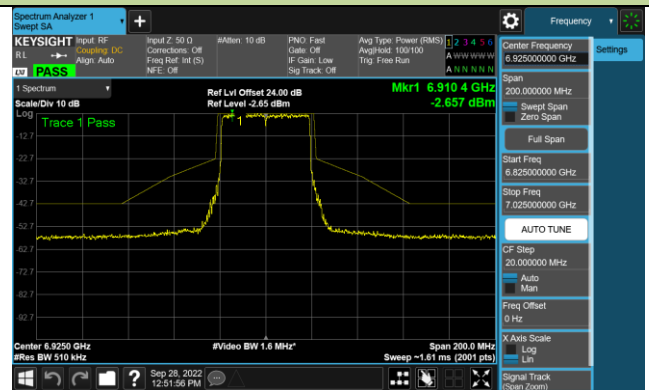 Spectrum Analyzer 1
Swept SA
Frequency
KEYSIGHT
R L
PASS
Input: RF
Coupling: DC
Align: Auto
Input Z: 50 Ω
Corrections: Off
Freq Ref: Int (S)
NFE: Off
#Atten: 10 dB
PNO: Fast
Gate: Off
IF Gain: Low
Sig Track: Off
Avg Type: Power (RMS)
Avg|Hold: 100/100
Trig: Free Run
1 2 3 4 5 6
A W W W W W
A N N N N N
1 Spectrum
Scale/Div 10 dB
Ref Lvl Offset 24.00 dB
Ref Level -2.65 dBm
Mkr1 6.910 4 GHz
-2.657 dBm
Log
Trace 1 Pass
1
-12.7
-22.7
-32.7
-42.7
-52.7
-62.7
-72.7
-82.7
-92.7
Center 6.9250 GHz
#Res BW 510 kHz
#Video BW 1.6 MHz*
Span 200.0 MHz
Sweep ~1.61 ms (2001 pts)
Sep 28, 2022
12:51:56 PM
Center Frequency
6.925000000 GHz
Settings
Span
200.000000 MHz
Swept Span
Zero Span
Full Span
Start Freq
6.825000000 GHz
Stop Freq
7.025000000 GHz
AUTO TUNE
CF Step
20.000000 MHz
Auto
Man
Freq Offset
0 Hz
X Axis Scale
Log
Lin
Signal Track
(Span Zoom)